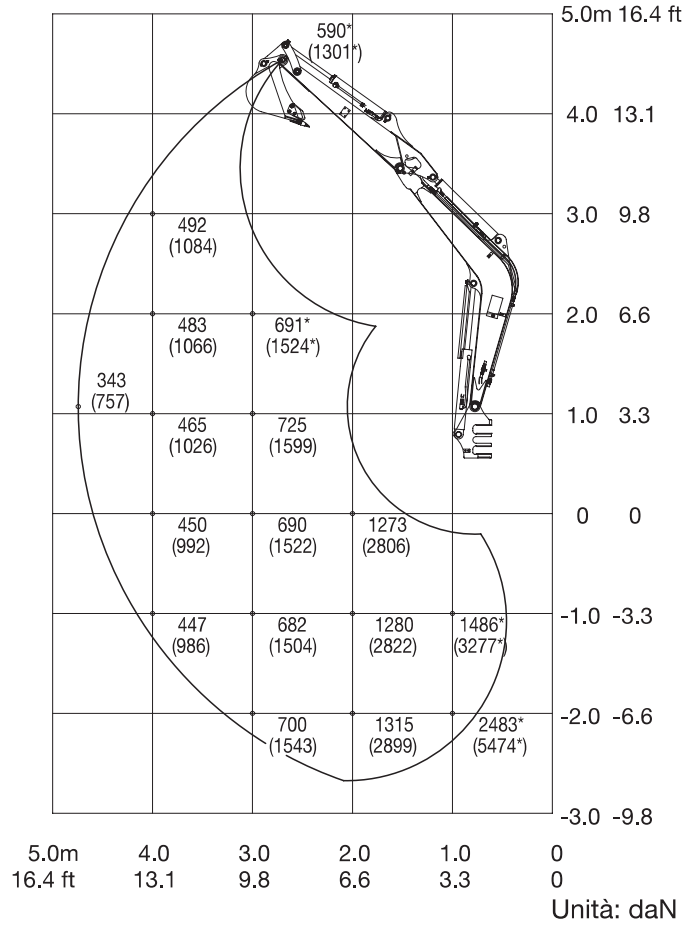 5.0m 16.4 ft
590*
(1301*)
4.0 13.1
3.0 9.8
492
(1084)
2.0 6.6
483 691*
(1066) (1524*)
343
(757)
1.0 3.3
465 725
(1026) (1599)
0 0
450 690 1273
(992) (1522) (2806)
-1.0 -3.3
447 682 1280 1486*
(986) (1504) (2822) (3277*)
-2.0 -6.6
700 1315 2483*
(1543) (2899) (5474*)
-3.0 -9.8
5.0m 4.0 3.0 2.0 1.0 0
16.4 ft 13.1 9.8 6.6 3.3 0
Unità: daN